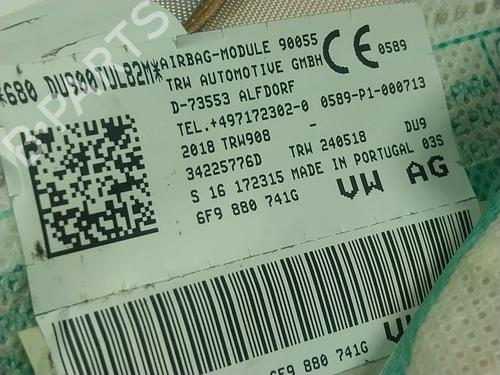 *680 DU900TULB2M*
AIRBAG-MODULE 90055
TRW AUTOMOTIVE GMBH CE 0589
D-73553 ALFDORF
TEL.+497172302-0 0589-P1-000713
2018 TRW908 - DU9
34225776D TRW 240518
S 16 172315 MADE IN PORTUGAL 03S
6F9 880 741G VW AG
6F9 880 741G